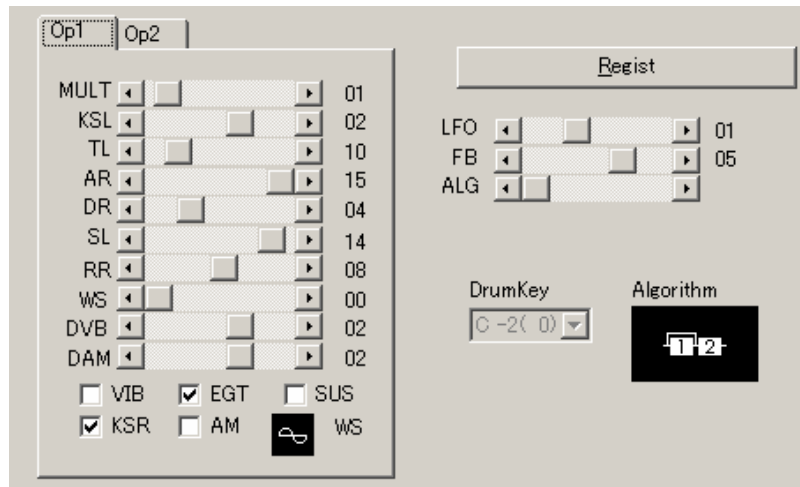 Op1 Op2
MULT 01
KSL 02
TL 10
AR 15
DR 04
SL 14
RR 08
WS 00
DVB 02
DAM 02
VIB EGT SUS
KSR AM WS
Regist
LFO 01
FB 05
ALG
DrumKey Algorithm
C -2( 0) 1 2